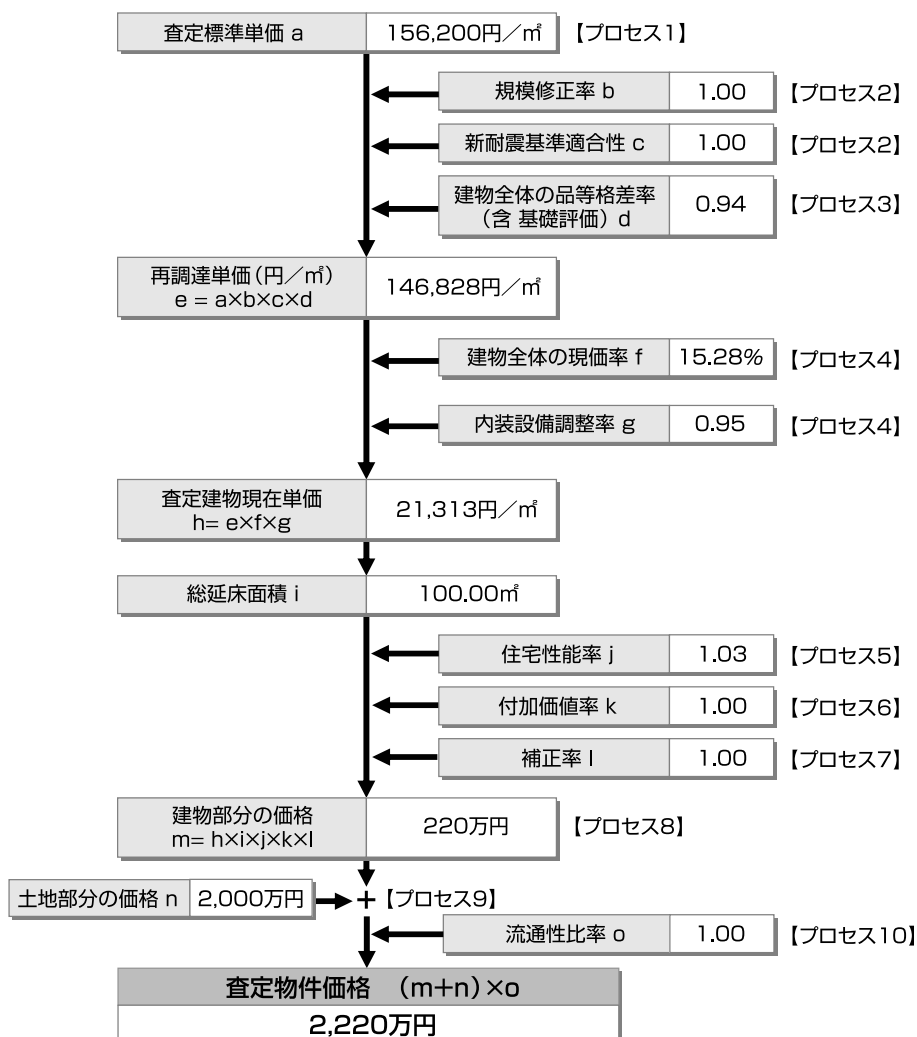 査定標準単価 a 156,200円／㎡ 【プロセス1】
規模修正率 b 1.00 【プロセス2】
新耐震基準適合性 c 1.00 【プロセス2】
建物全体の品等格差率
（含 基礎評価）d 0.94 【プロセス3】
再調達単価（円／㎡）
e = a×b×c×d 146,828円／㎡
建物全体の現価率 f 15.28% 【プロセス4】
内装設備調整率 g 0.95 【プロセス4】
査定建物現在単価
h= e×f×g 21,313円／㎡
総延床面積 i 100.00㎡
住宅性能率 j 1.03 【プロセス5】
付加価値率 k 1.00 【プロセス6】
補正率 l 1.00 【プロセス7】
建物部分の価格
m= h×i×j×k×l 220万円 【プロセス8】
土地部分の価格 n 2,000万円 + 【プロセス9】
流通性比率 o 1.00 【プロセス10】
査定物件価格 （m+n）×o
2,220万円